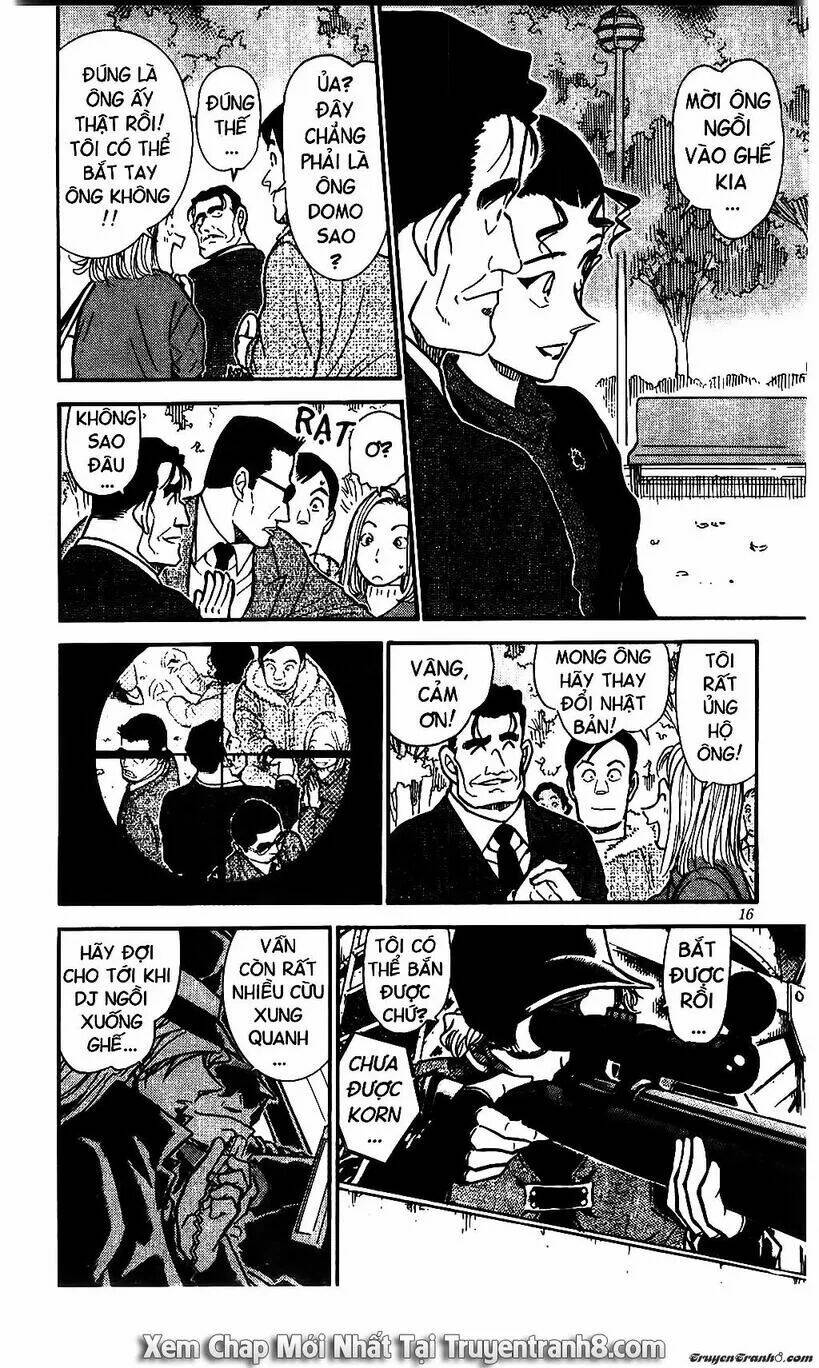 MỜI ÔNG
NGỒI
VÀO GHẾ
KIA
...
ỦA?
ĐÂY
CHẲNG
PHẢI LÀ
ÔNG
DOMO
SAO
?
ĐÚNG
THẾ
...
ĐÚNG LÀ
ÔNG ẤY
THẬT RỒI!
TÔI CÓ THỂ
BẮT TAY
ÔNG KHÔNG
!!
Ơ?
RẠT
KHÔNG
SAO
ĐÂU
...
TÔI
RẤT
ỦNG
HỘ
ÔNG!
MONG ÔNG
HÃY THAY
ĐỔI NHẬT
BẢN!
VÂNG,
CẢM
ƠN!
16
BẮT
ĐƯỢC
RỒI
...
TÔI CÓ
THỂ BẮN
ĐƯỢC
CHỨ?
CHƯA
ĐƯỢC
KORN
...
VẪN
CÒN RẤT
NHIỀU CỪU
XUNG
QUANH
...
HÃY ĐỢI
CHO TỚI KHI
DJ NGỒI
XUỐNG
GHẾ...
Xem Chap Mới Nhất Tại Truyentranh8.com
TruyenTranh8.com